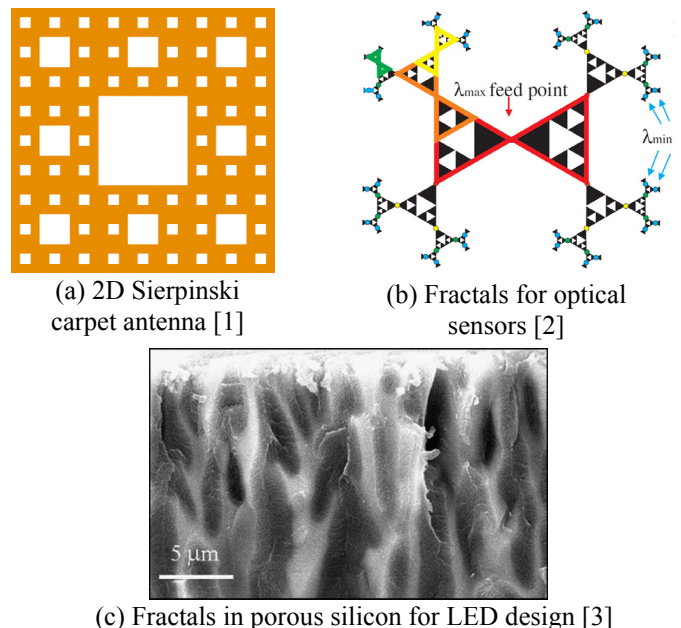 λmax feed point
λmin
(a) 2D Sierpinski
carpet antenna [1]
(b) Fractals for optical
sensors [2]
5 μm
(c) Fractals in porous silicon for LED design [3]